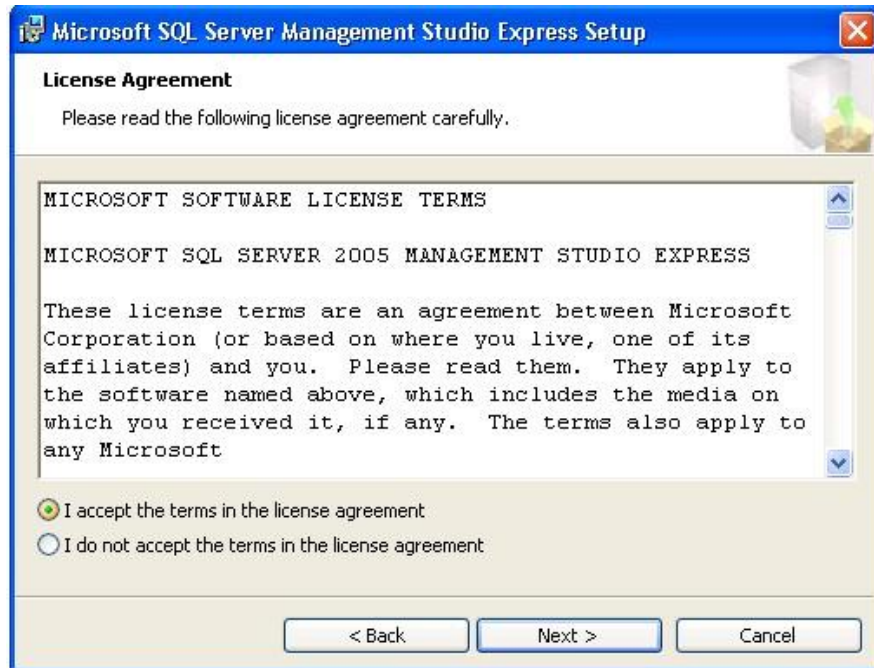 Microsoft SQL Server Management Studio Express Setup
License Agreement
Please read the following license agreement carefully.
MICROSOFT SOFTWARE LICENSE TERMS
MICROSOFT SQL SERVER 2005 MANAGEMENT STUDIO EXPRESS
These license terms are an agreement between Microsoft
Corporation (or based on where you live, one of its
affiliates) and you.  Please read them.  They apply to
the software named above, which includes the media on
which you received it, if any.  The terms also apply to
any Microsoft
I accept the terms in the license agreement
I do not accept the terms in the license agreement
< Back Next > Cancel